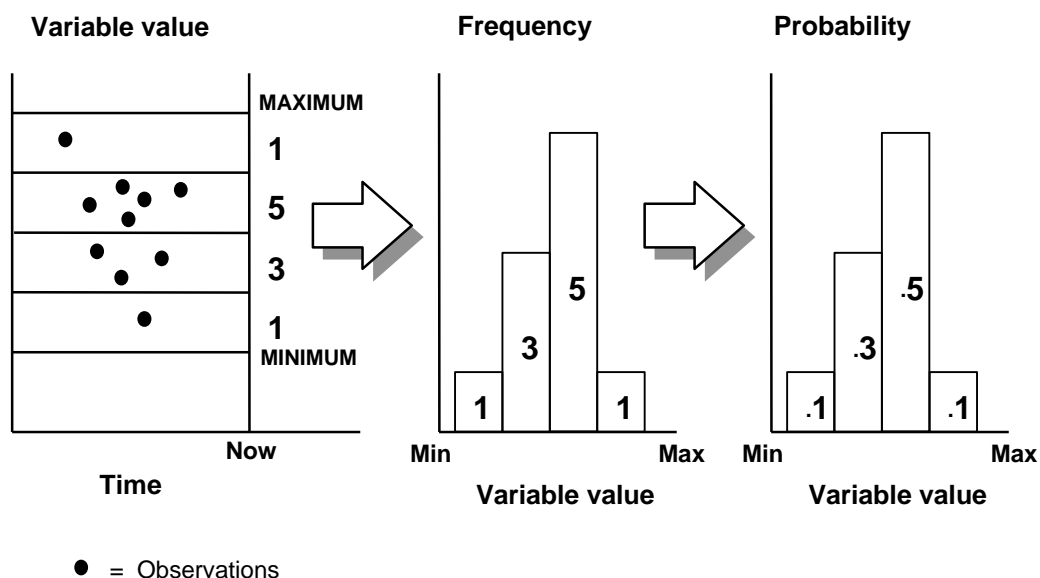 Variable value
Frequency
Probability
MAXIMUM
1
5
3
1
MINIMUM
Now
Time
1
3
5
1
Min
Max
Variable value
.1
.3
.5
.1
Min
Max
Variable value
= Observations